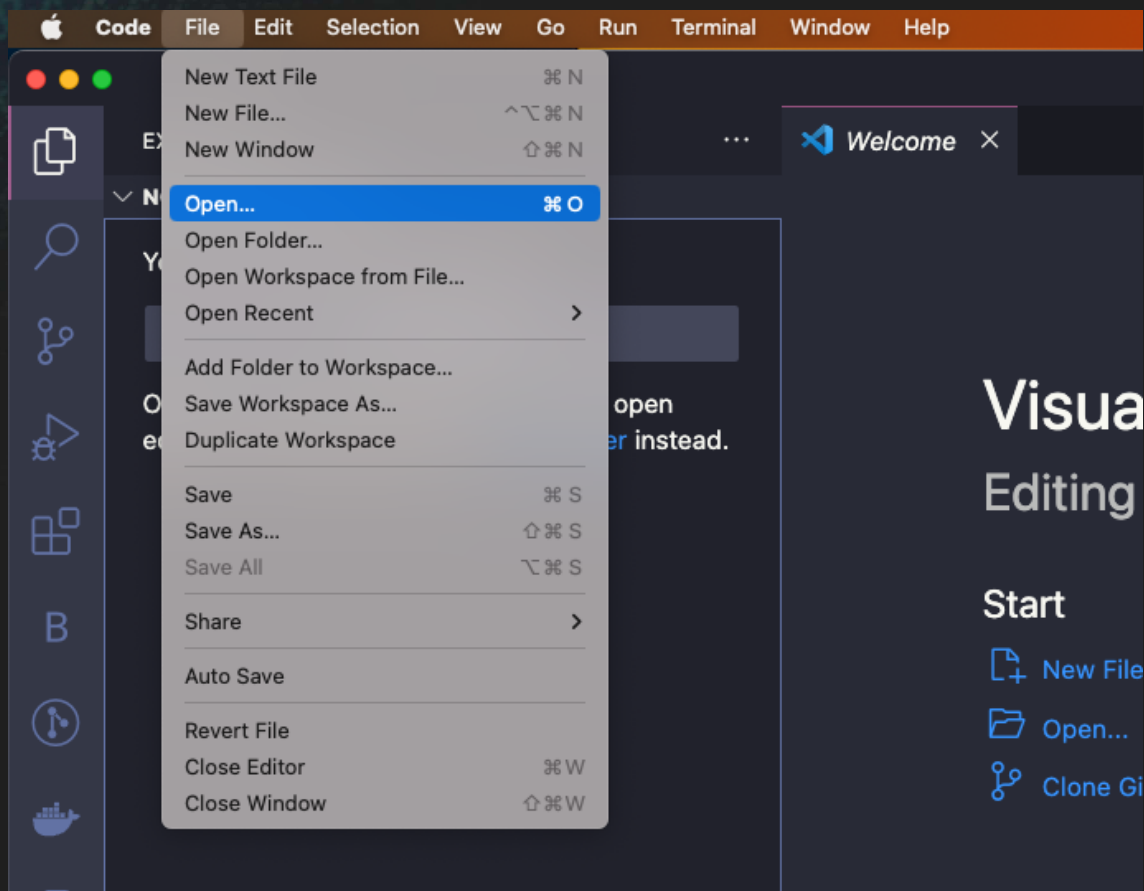 Code File Edit Selection View Go Run Terminal Window Help
New Text File ⌘ N
New File... ^⌥⌘ N
New Window ⇧⌘ N
Open... ⌘ O
Open Folder...
Open Workspace from File...
Open Recent >
Add Folder to Workspace...
Save Workspace As...
Duplicate Workspace
Save ⌘ S
Save As... ⇧⌘ S
Save All ⌥⌘ S
Share >
Auto Save
Revert File
Close Editor ⌘W
Close Window ⇧⌘W
open
instead.
B
Welcome
Visua
Editing
Start
New File
Open...
Clone Gi